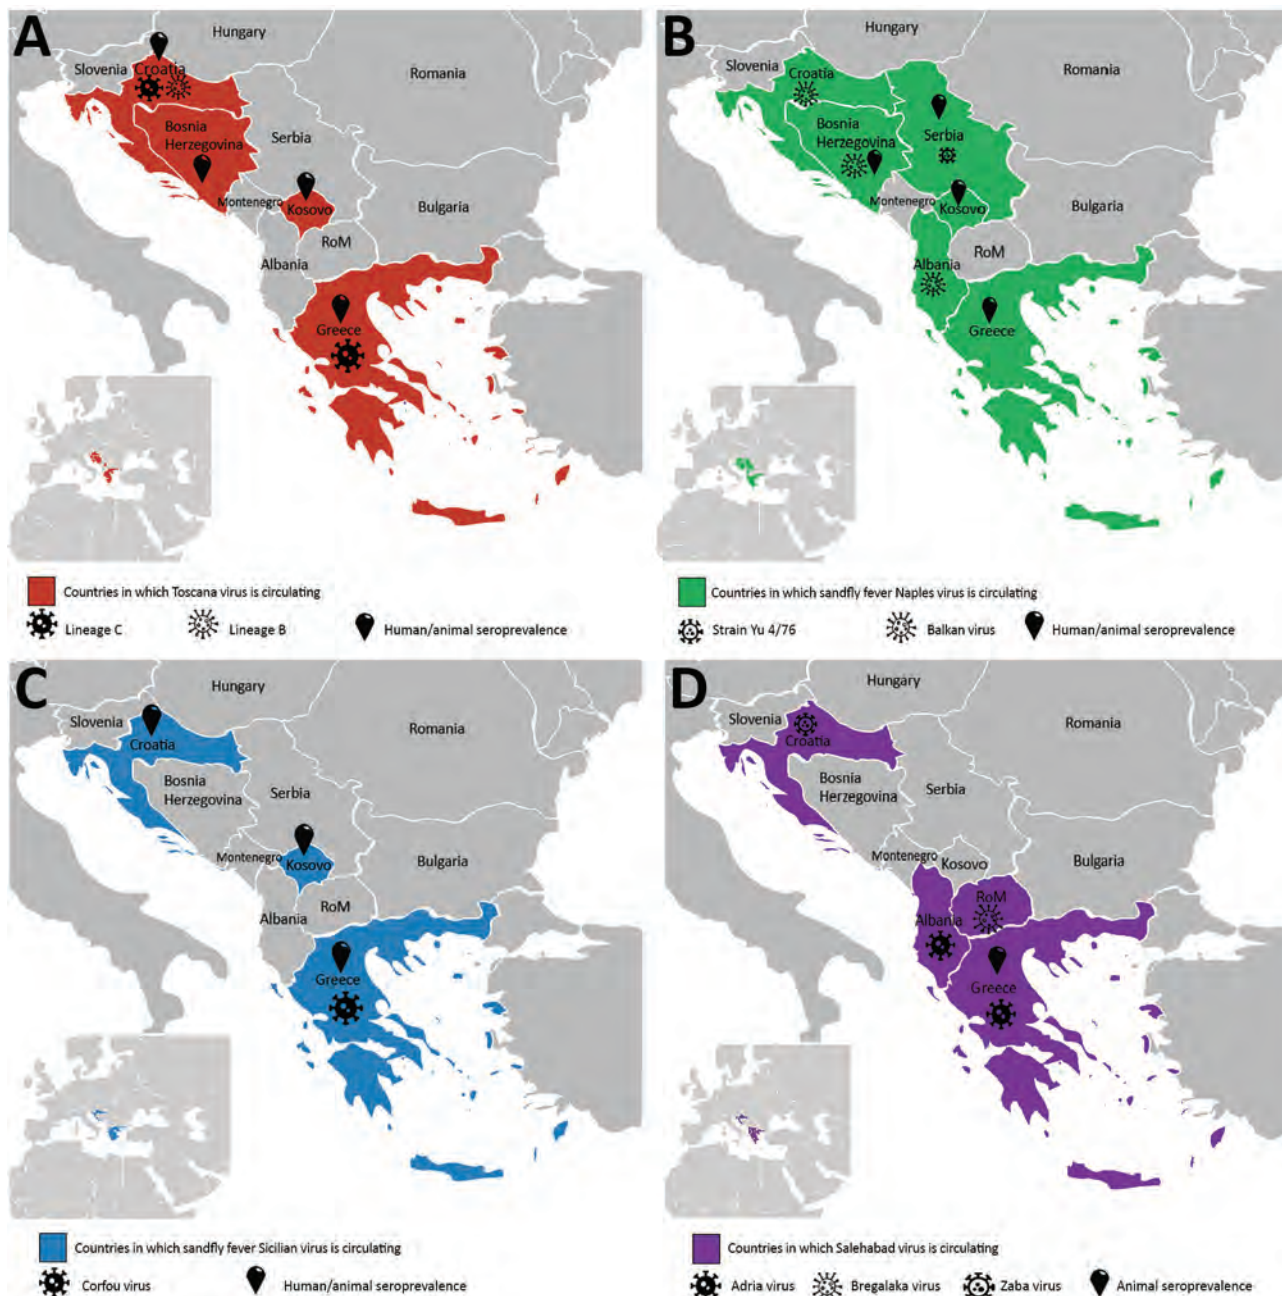 A
Hungary
Slovenia
Croatia
Romania
Bosnia
Herzegovina
Serbia
Montenegro
Kosovo
Bulgaria
RoM
Albania
Greece
Countries in which Toscana virus is circulating
Lineage C
Lineage B
Human/animal seroprevalence
B
Hungary
Slovenia
Croatia
Romania
Bosnia
Herzegovina
Serbia
Montenegro
Kosovo
Bulgaria
RoM
Albania
Greece
Countries in which sandfly fever Naples virus is circulating
Strain Yu 4/76
Balkan virus
Human/animal seroprevalence
C
Hungary
Slovenia
Croatia
Romania
Bosnia
Herzegovina
Serbia
Montenegro
Kosovo
Bulgaria
RoM
Albania
Greece
Countries in which sandfly fever Sicilian virus is circulating
Corfou virus
Human/animal seroprevalence
D
Hungary
Slovenia
Croatia
Romania
Bosnia
Herzegovina
Serbia
Montenegro
Kosovo
Bulgaria
RoM
Albania
Greece
Countries in which Salehabad virus is circulating
Adria virus
Bregalaka virus
Zaba virus
Animal seroprevalence